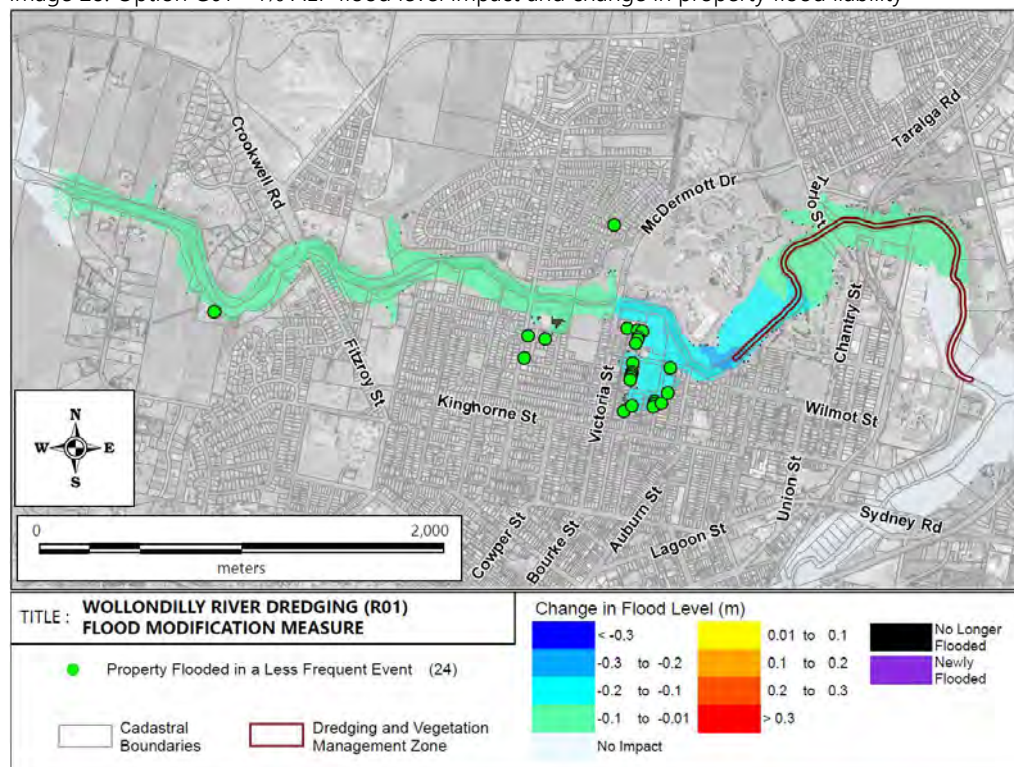 Crookwell Rd
McDermott Dr
Taralga Rd
Tano St
Chantry St
Fitzroy St
Kinghorne St
Victoria St
Wilmot St
Union St
Sydney Rd
Auburn St
Lagoon St
Cowper St
Bourke St
N
W E
S
0 2,000
meters
TITLE : WOLLONDILLY RIVER DREDGING (R01)
FLOOD MODIFICATION MEASURE
Property Flooded in a Less Frequent Event (24)
Cadastral
Boundaries
Dredging and Vegetation
Management Zone
Change in Flood Level (m)
< -0.3
-0.3 to -0.2
-0.2 to -0.1
-0.1 to -0.01
No Impact
0.01 to 0.1
0.1 to 0.2
0.2 to 0.3
> 0.3
No Longer
Flooded
Newly
Flooded